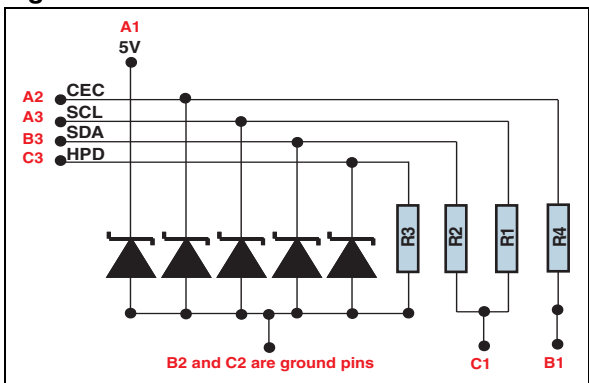 A1
5V
A2 CEC
A3 SCL
B3 SDA
C3 HPD
R3 R2 R1 R4
B2 and C2 are ground pins
C1 B1